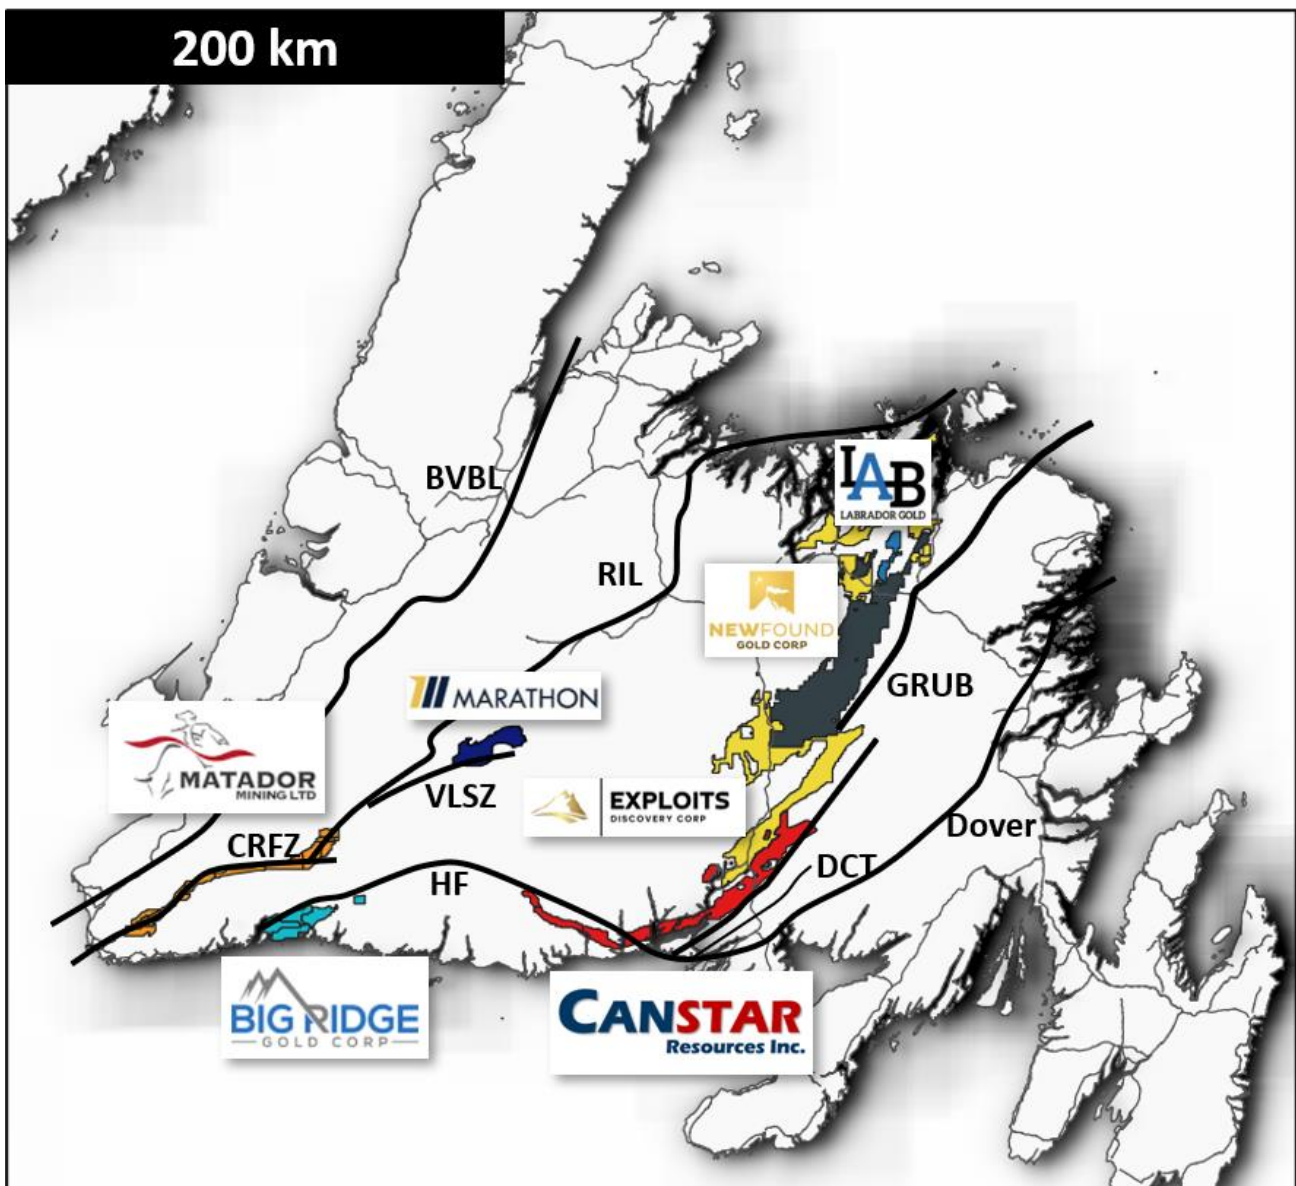 200 km
BVBL
LAB
LABRADOR GOLD
RIL
NEWFOUND
GOLD CORP
GRUB
MARATHON
MATADOR
MINING LTD
VLSZ
EXPLOITS
DISCOVERY CORP
Dover
CRFZ
DCT
HF
BIG RIDGE
GOLD CORP
CANSTAR
Resources Inc.